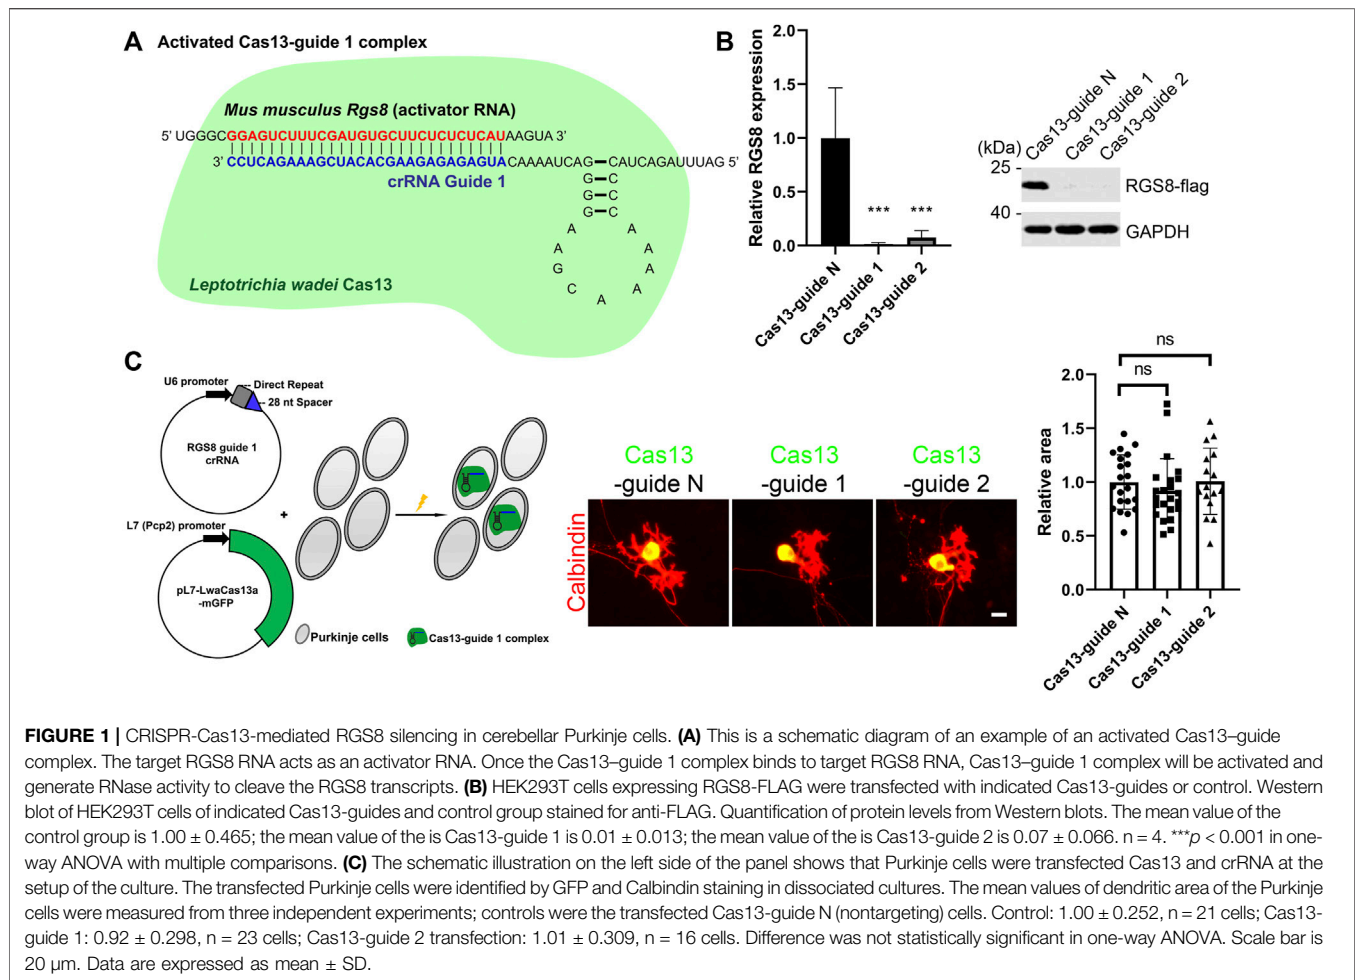 A Activated Cas13-guide 1 complex
Mus musculus Rgs8 (activator RNA)
5' UGGGCGGAGUCUUUCGAUGUGCUUCUCUCUCAUAAGUA 3'
3' CCUCAGAAAGCUACACGAAGAGAGAGUACAAAAUCAG CAUCAGAUUUAG 5'
crRNA Guide 1
G C
G C
G C
A A
A A
G A
C A
A
Leptotrichia wadei Cas13
B
Relative RGS8 expression
2.0
1.5
1.0
0.5
0.0
*** ***
Cas13-guide N
Cas13-guide 1
Cas13-guide 2
Cas13-guide N
Cas13-guide 1
Cas13-guide 2
(kDa)
25
RGS8-flag
40
GAPDH
C
U6 promoter
Direct Repeat
28 nt Spacer
RGS8 guide 1
crRNA
+
L7 (Pcp2) promoter
pL7-LwaCas13a
-mGFP
Purkinje cells
Cas13-guide 1 complex
Cas13
-guide N
Cas13
-guide 1
Cas13
-guide 2
Calbindin
Relative area
ns
ns
2.0
1.5
1.0
0.5
0.0
Cas13-guide N
Cas13-guide 1
Cas13-guide 2
FIGURE 1 | CRISPR-Cas13-mediated RGS8 silencing in cerebellar Purkinje cells. (A) This is a schematic diagram of an example of an activated Cas13–guide
complex. The target RGS8 RNA acts as an activator RNA. Once the Cas13–guide 1 complex binds to target RGS8 RNA, Cas13–guide 1 complex will be activated and
generate RNase activity to cleave the RGS8 transcripts. (B) HEK293T cells expressing RGS8-FLAG were transfected with indicated Cas13-guides or control. Western
blot of HEK293T cells of indicated Cas13-guides and control group stained for anti-FLAG. Quantification of protein levels from Western blots. The mean value of the
control group is 1.00 ± 0.465; the mean value of the is Cas13-guide 1 is 0.01 ± 0.013; the mean value of the is Cas13-guide 2 is 0.07 ± 0.066. n = 4. ***p < 0.001 in one-
way ANOVA with multiple comparisons. (C) The schematic illustration on the left side of the panel shows that Purkinje cells were transfected Cas13 and crRNA at the
setup of the culture. The transfected Purkinje cells were identified by GFP and Calbindin staining in dissociated cultures. The mean values of dendritic area of the Purkinje
cells were measured from three independent experiments; controls were the transfected Cas13-guide N (nontargeting) cells. Control: 1.00 ± 0.252, n = 21 cells; Cas13-
guide 1: 0.92 ± 0.298, n = 23 cells; Cas13-guide 2 transfection: 1.01 ± 0.309, n = 16 cells. Difference was not statistically significant in one-way ANOVA. Scale bar is
20 μm. Data are expressed as mean ± SD.